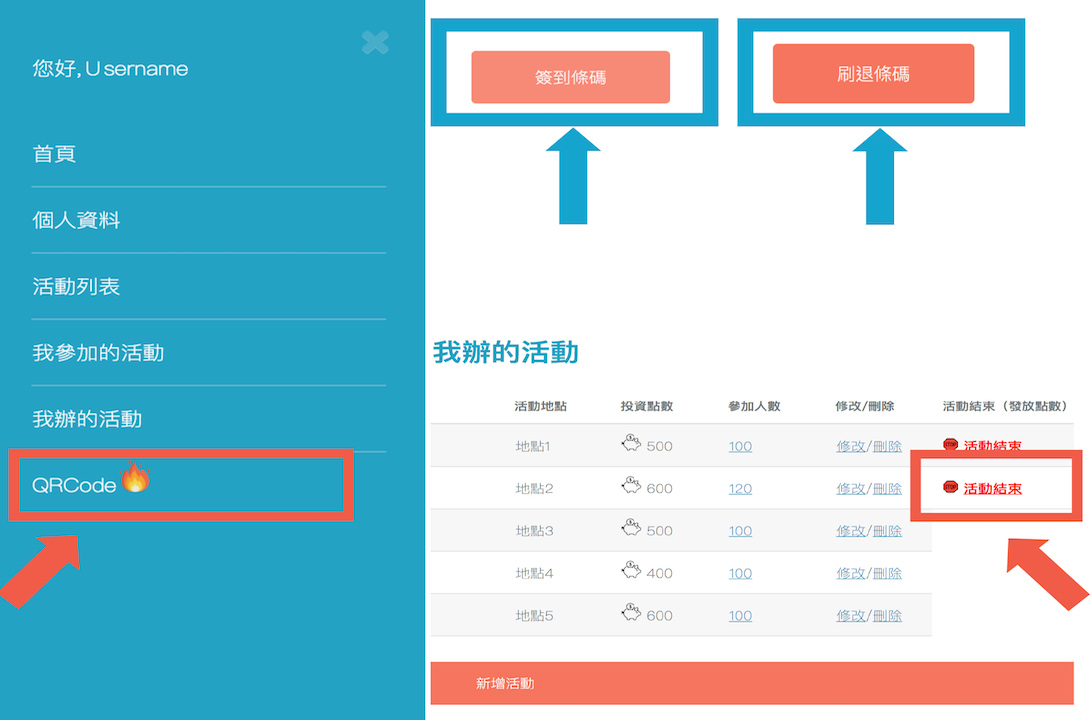 您好, Username
首頁
個人資料
活動列表
我參加的活動
我辦的活動
QRCode
簽到條碼
刷退條碼
我辦的活動
活動地點 投資點數 參加人數 修改/刪除 活動結束（發放點數）
地點1 500 100 修改/刪除 STOP 活動結束
地點2 600 120 修改/刪除 STOP 活動結束
地點3 500 100 修改/刪除
地點4 400 100 修改/刪除
地點5 600 100 修改/刪除
新增活動